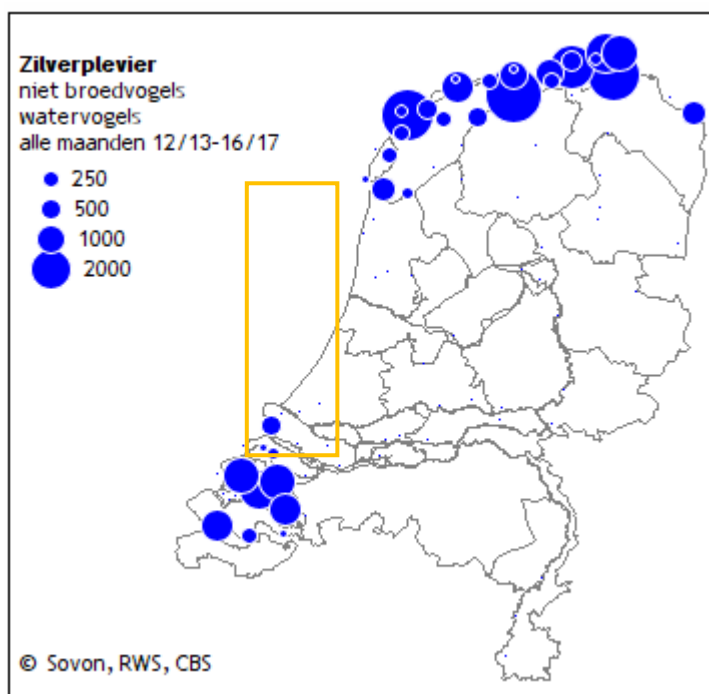 Zilverplevier
niet broedvogels
watervogels
alle maanden 12/13-16/17
250
500
1000
2000
© Sovon, RWS, CBS